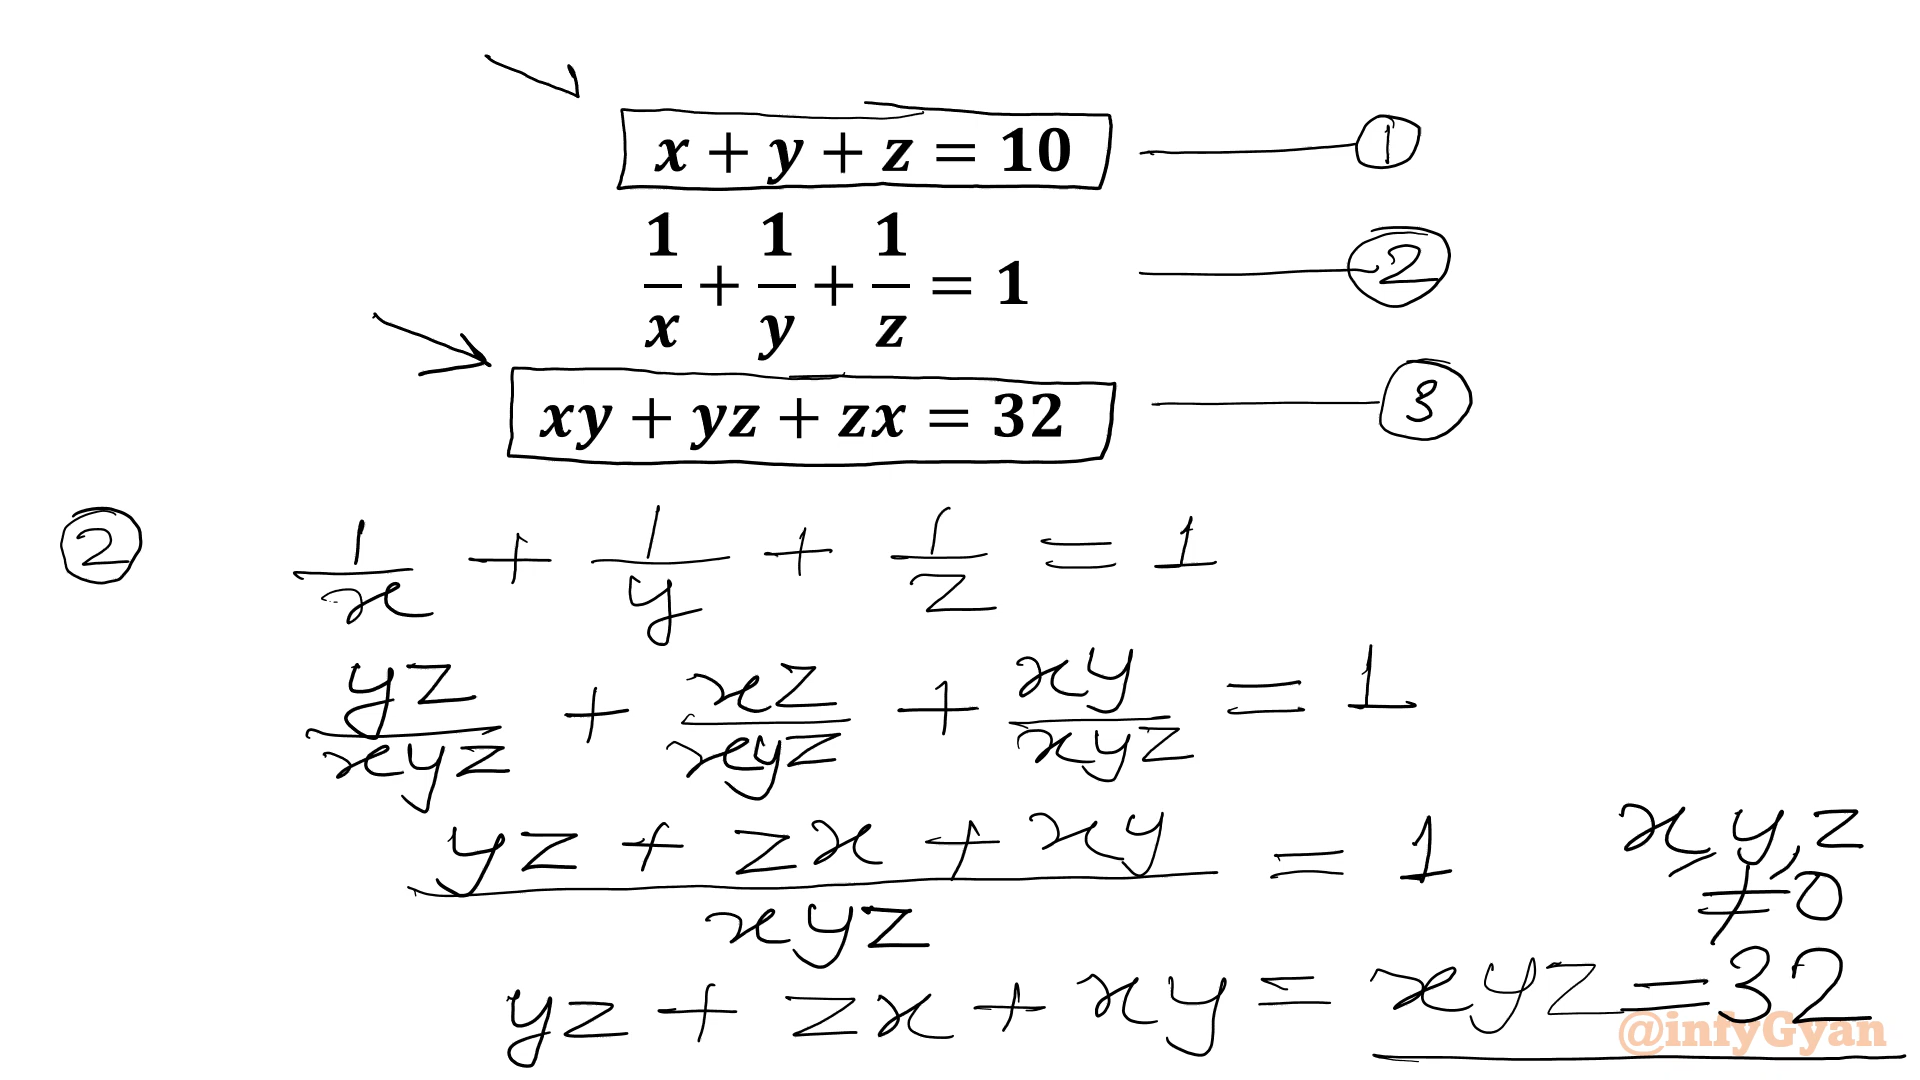 x + y + z = 10 — ①
1/x + 1/y + 1/z = 1 — ②
xy + yz + zx = 32 — ③
② 1/x + 1/y + 1/z = 1
yz/xyz + xz/xyz + xy/xyz = 1
(yz + zx + xy)/xyz = 1
x, y, z ≠ 0
yz + zx + xy = xyz = 32
@infyGyan